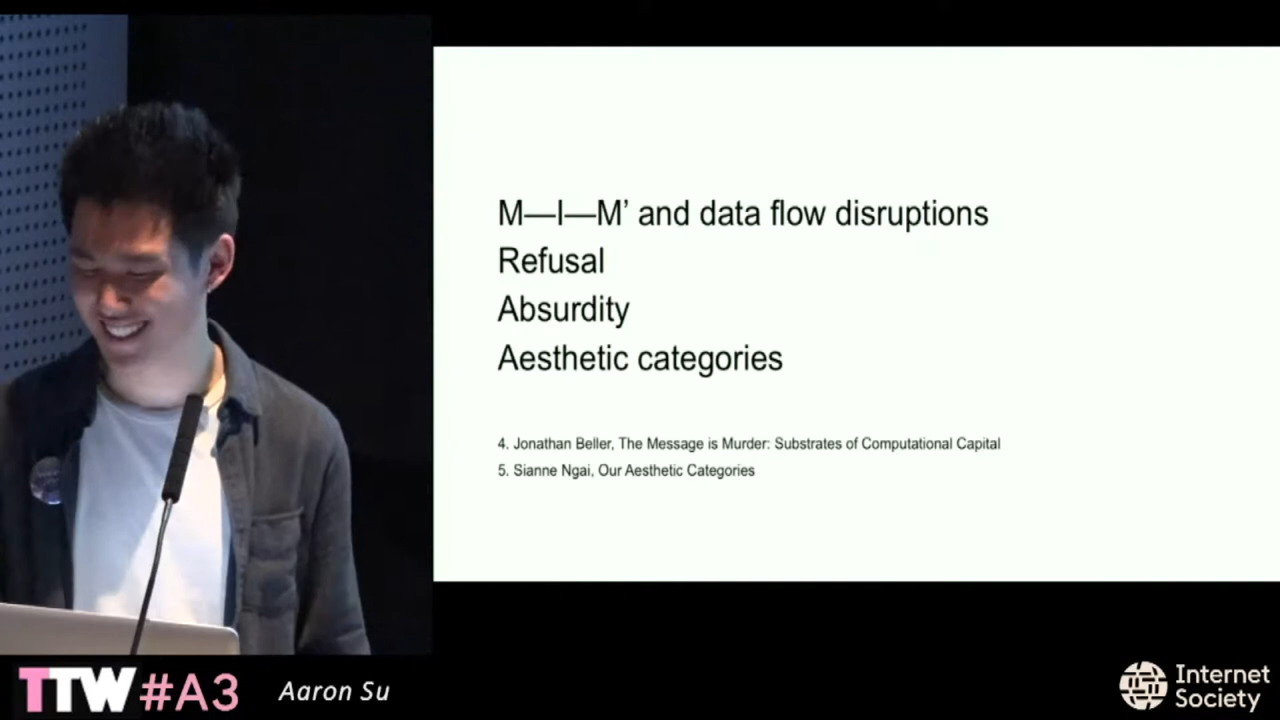 M—I—M’ and data flow disruptions
Refusal
Absurdity
Aesthetic categories
4. Jonathan Beller, The Message is Murder: Substrates of Computational Capital
5. Sianne Ngai, Our Aesthetic Categories
TTW #A3
Aaron Su
Internet
Society